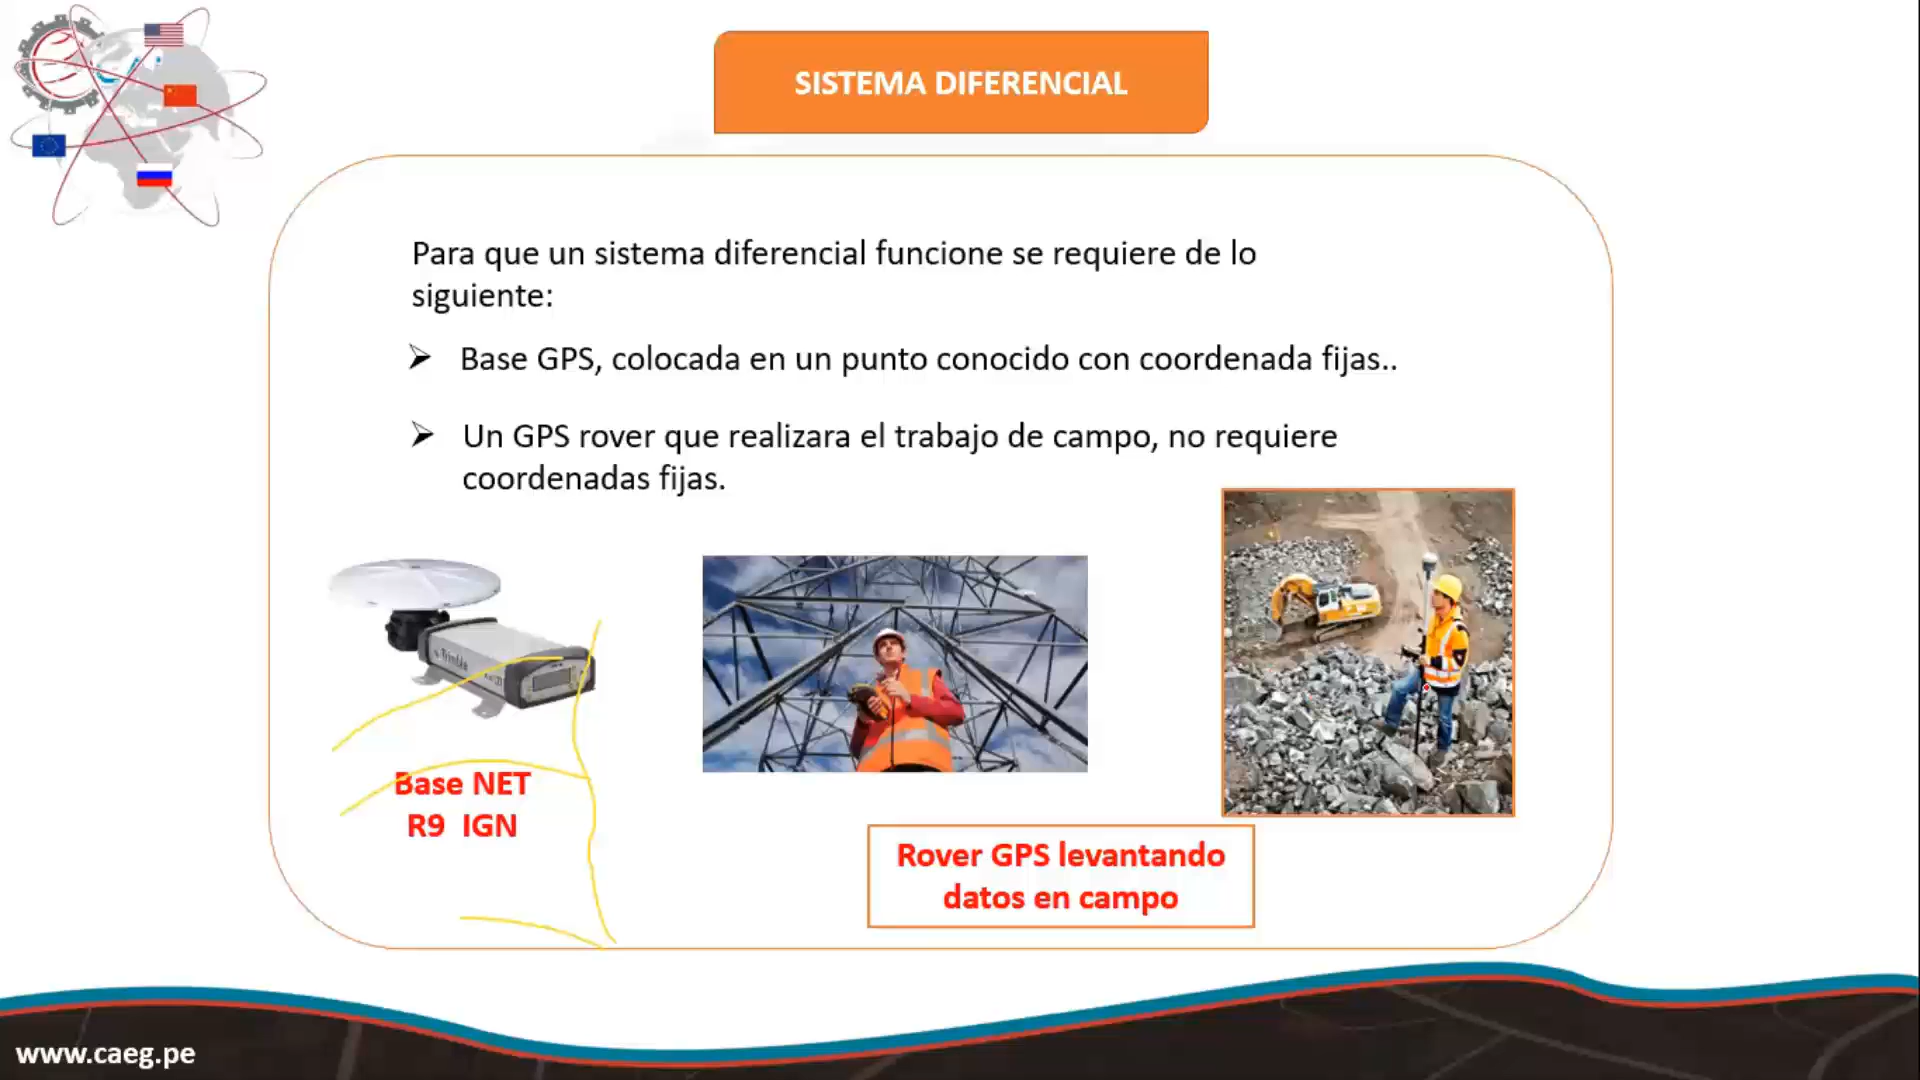 SISTEMA DIFERENCIAL
Para que un sistema diferencial funcione se requiere de lo
siguiente:
Base GPS, colocada en un punto conocido con coordenada fijas..
Un GPS rover que realizara el trabajo de campo, no requiere
coordenadas fijas.
Trimble
Base NET
R9 IGN
Rover GPS levantando
datos en campo
www.caeg.pe